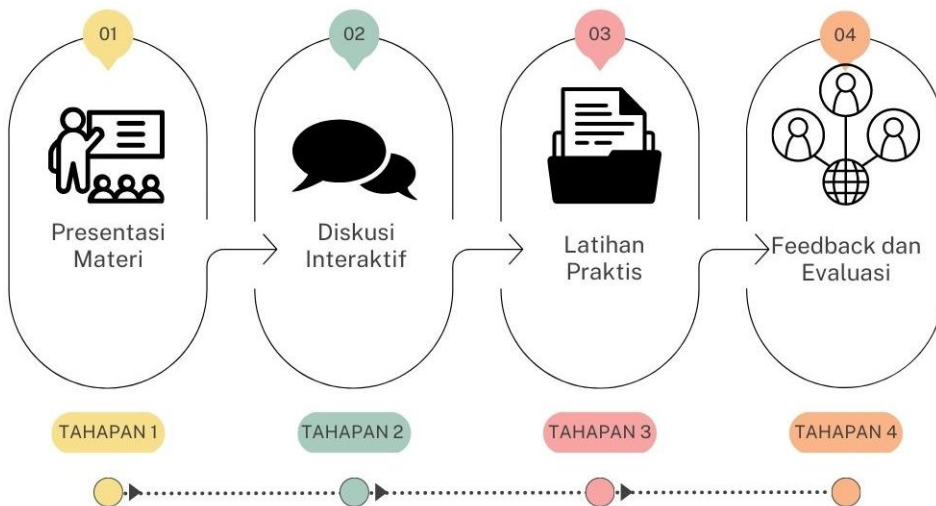 01
02
03
04
Presentasi
Materi
Diskusi
Interaktif
Latihan
Praktis
Feedback dan
Evaluasi
TAHAPAN 1
TAHAPAN 2
TAHAPAN 3
TAHAPAN 4